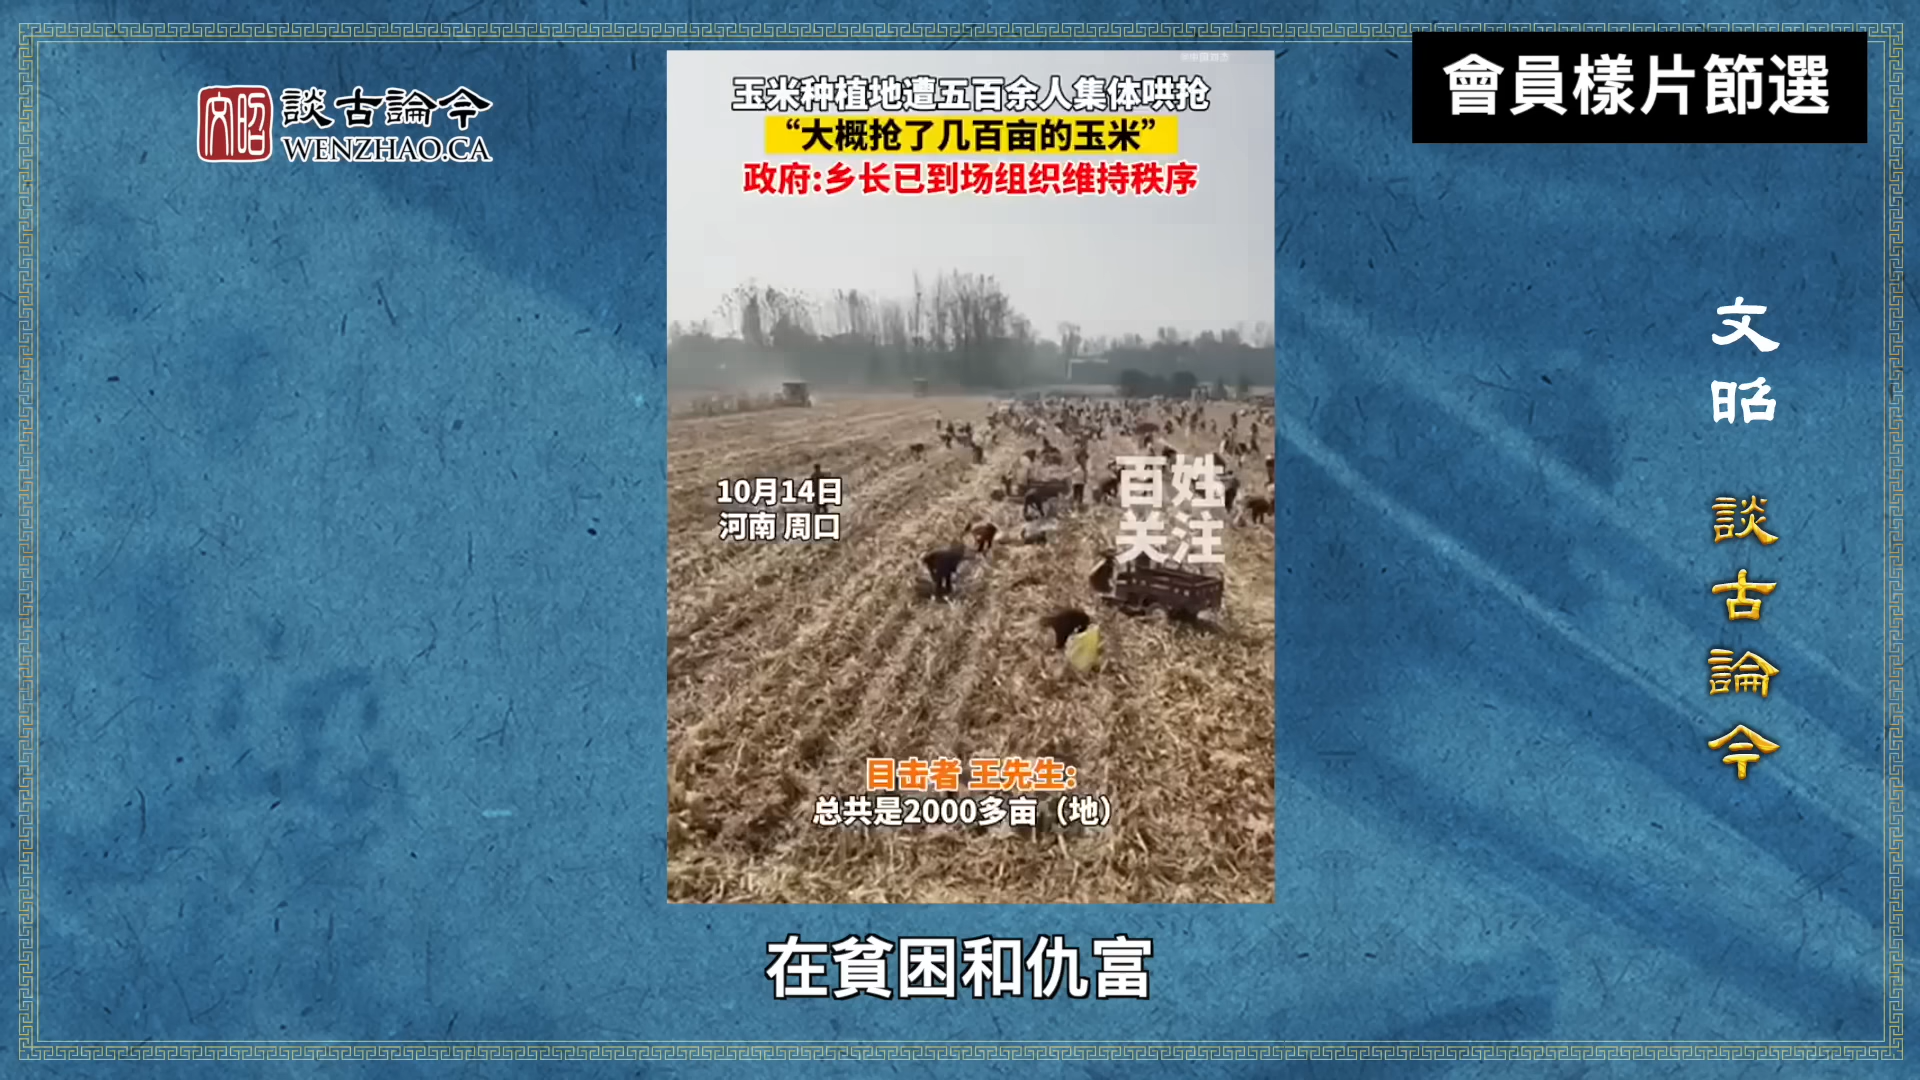 會員樣片節選
文昭
談古論今
WENZHAO.CA
玉米种植地遭五百余人集体哄抢
“大概抢了几百亩的玉米”
政府:乡长已到场组织维持秩序
10月14日
河南 周口
百姓
关注
目击者 王先生:
总共是2000多亩（地）
文昭 談古論今
在貧困和仇富